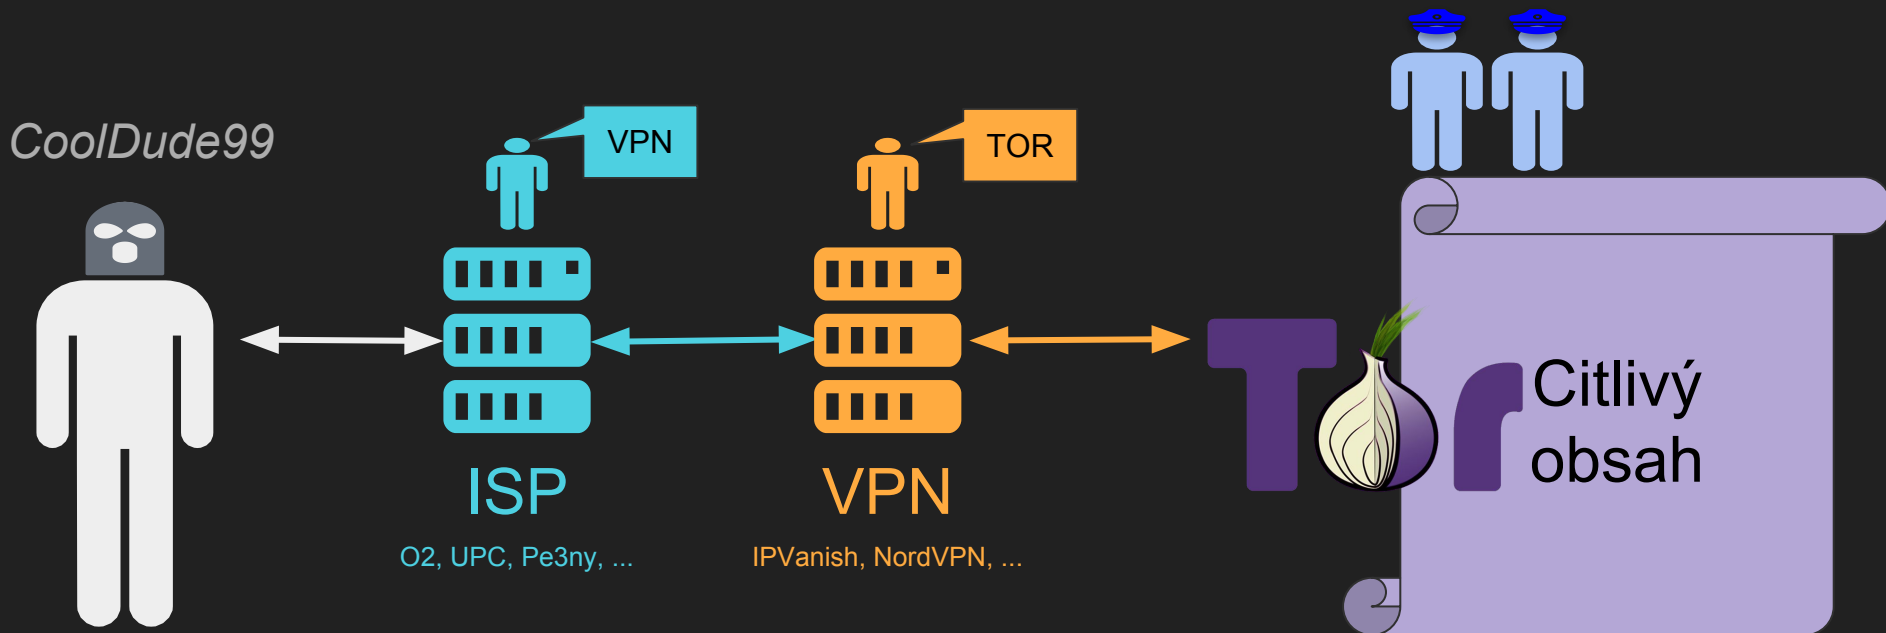 CoolDude99
VPN
TOR
Tor
Citlivý
obsah
ISP
VPN
O2, UPC, Pe3ny, ...
IPVanish, NordVPN, ...